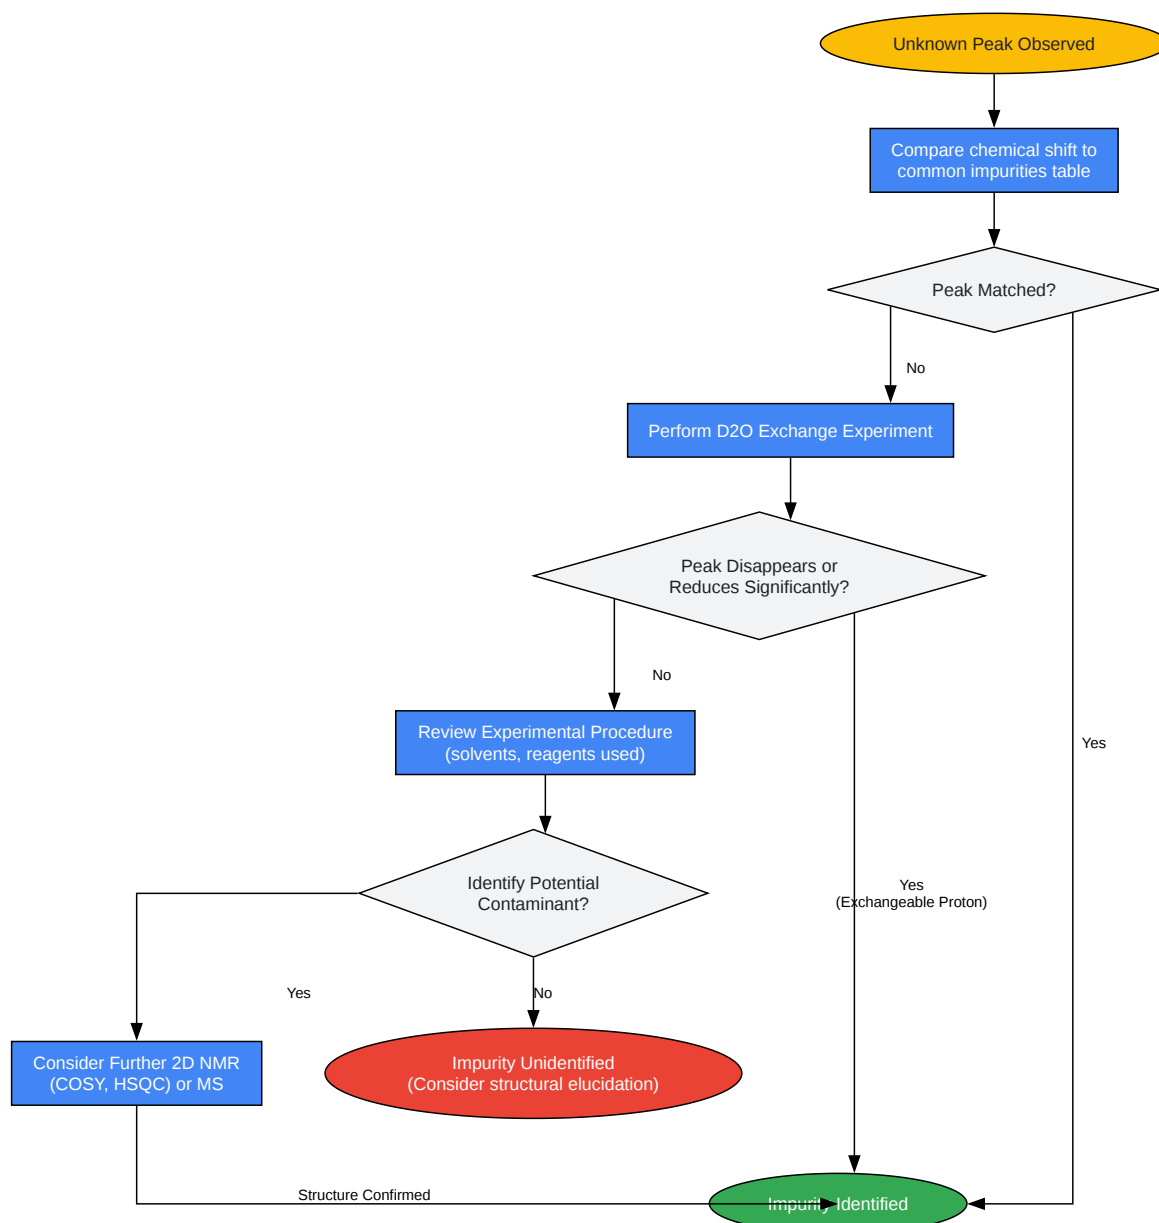 Unknown Peak Observed
Compare chemical shift to
common impurities table
Peak Matched?
No
Perform D2O Exchange Experiment
Peak Disappears or
Reduces Significantly?
No
Review Experimental Procedure
(solvents, reagents used)
Yes
Identify Potential
Contaminant?
Yes
(Exchangeable Proton)
Yes
No
Consider Further 2D NMR
(COSY, HSQC) or MS
Impurity Unidentified
(Consider structural elucidation)
Structure Confirmed
Impurity Identified